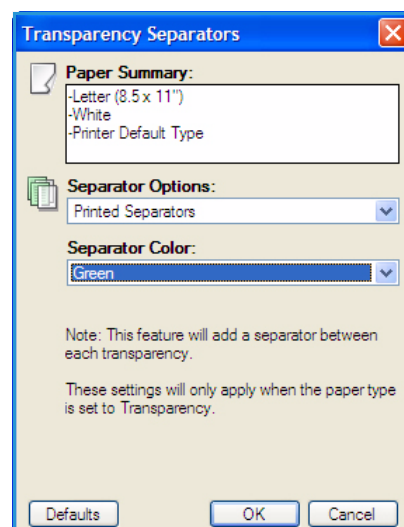 Transparency Separators
Paper Summary:
-Letter (8.5 x 11")
-White
-Printer Default Type
Separator Options:
Printed Separators
Separator Color:
Green
Note: This feature will add a separator between
each transparency.
These settings will only apply when the paper type
is set to Transparency.
Defaults OK Cancel